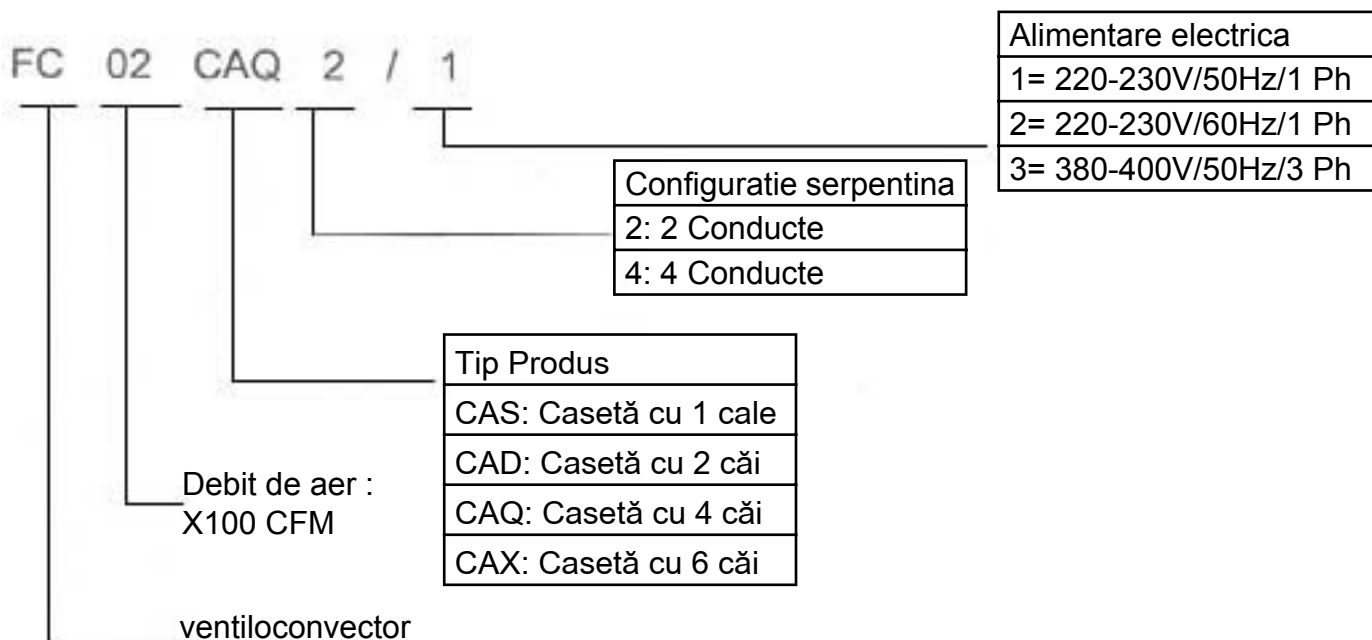 FC 02 CAQ 2 / 1
Alimentare electrica
1= 220-230V/50Hz/1 Ph
2= 220-230V/60Hz/1 Ph
3= 380-400V/50Hz/3 Ph
Configuratie serpentina
2: 2 Conducte
4: 4 Conducte
Tip Produs
CAS: Casetă cu 1 cale
CAD: Casetă cu 2 căi
CAQ: Casetă cu 4 căi
CAX: Casetă cu 6 căi
Debit de aer :
X100 CFM
ventiloconvector